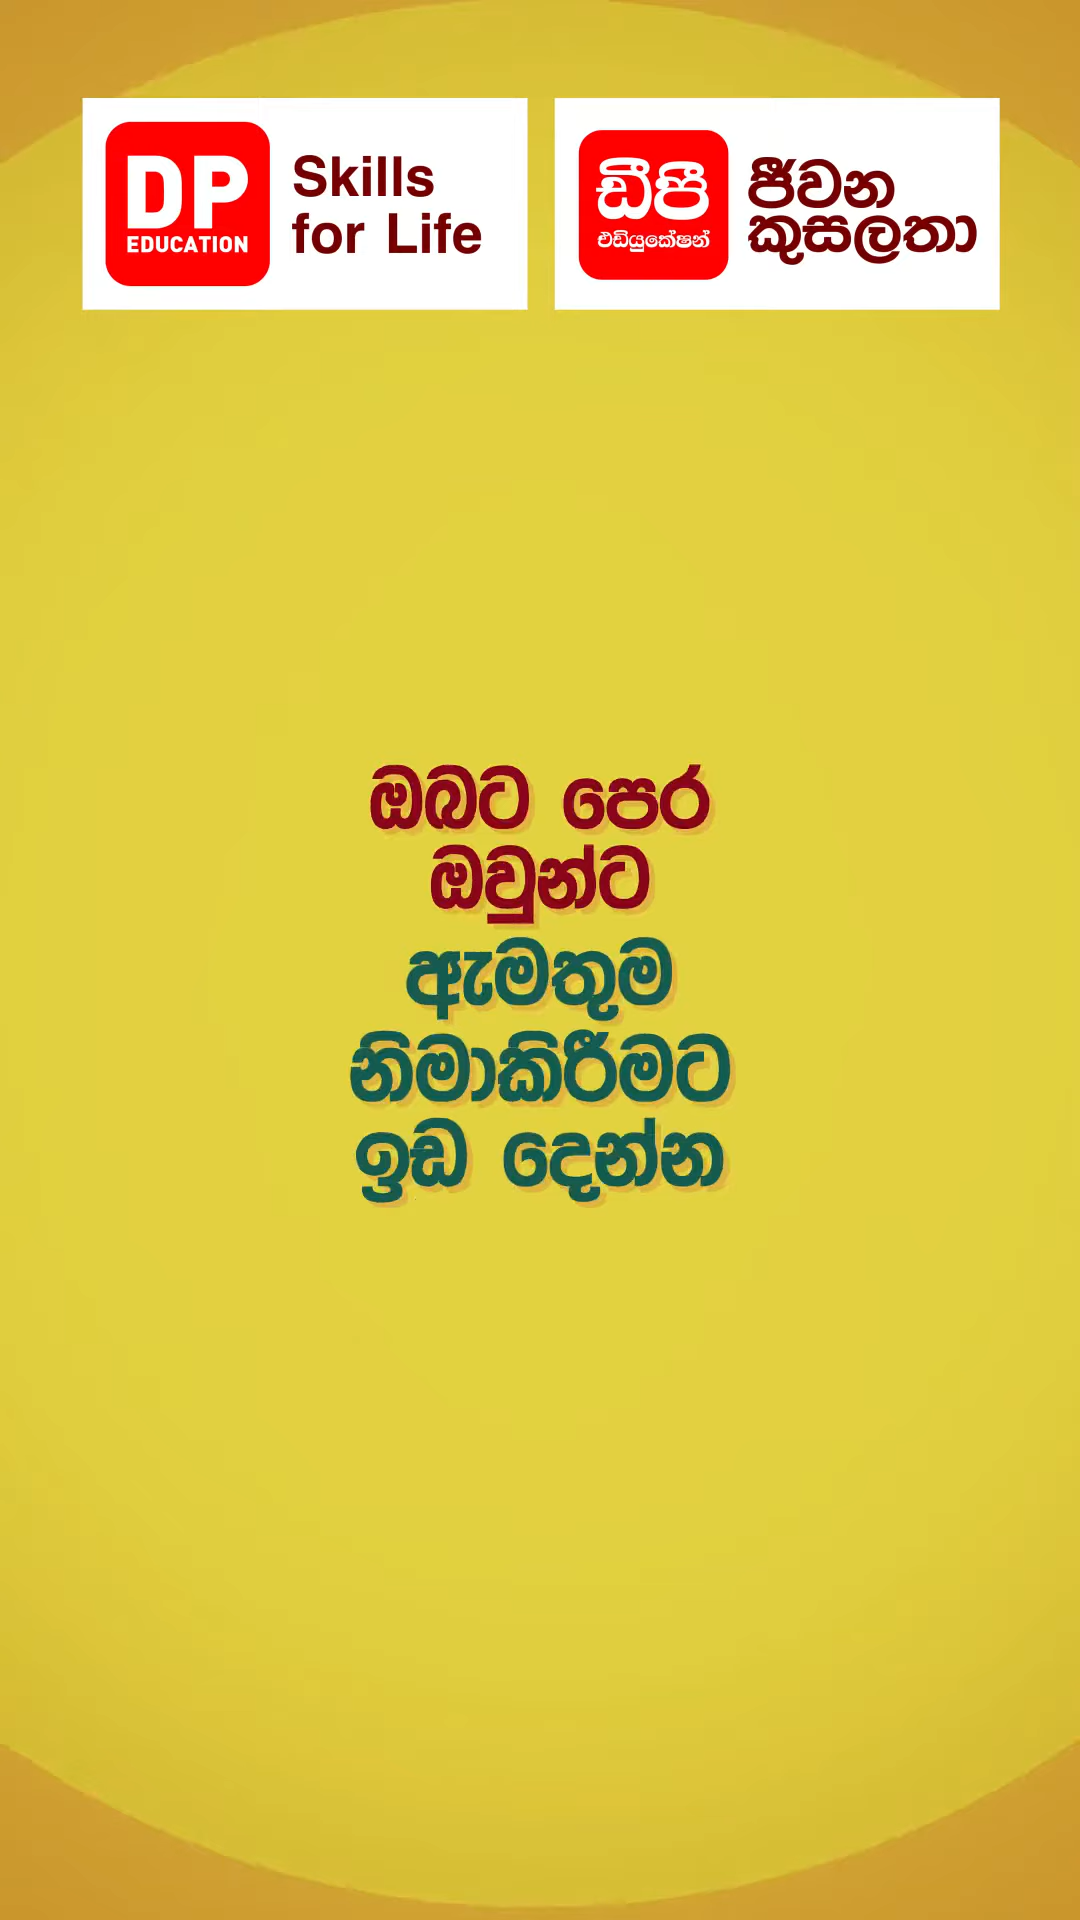 DP
EDUCATION
Skills
for Life
ඩීපී
එඩියුකේෂන්
ජීවන
කුසලතා
ඔබට පෙර
ඔවුන්ට
ඇමතුම
නිමාකිරීමට
ඉඩ දෙන්න